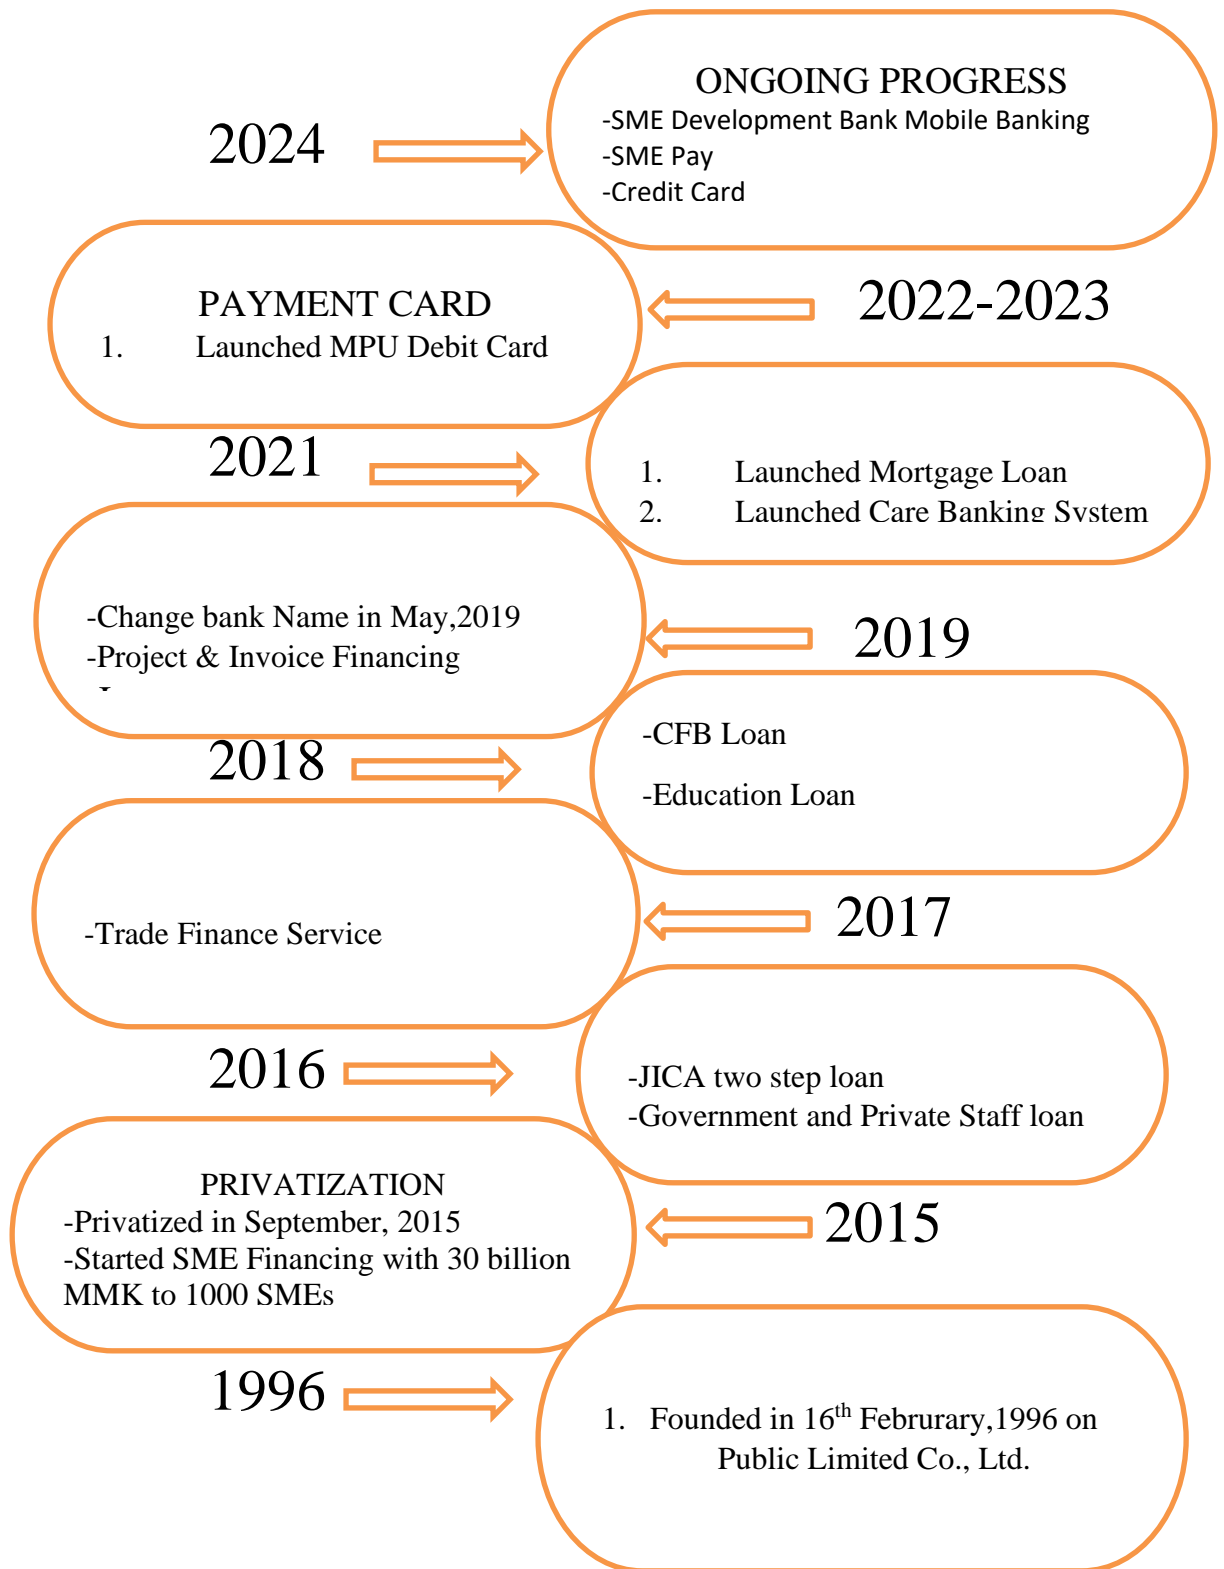 ONGOING PROGRESS
2024
-SME Development Bank Mobile Banking
-SME Pay
-Credit Card
PAYMENT CARD
1. Launched MPU Debit Card
2022-2023
2021
1. Launched Mortgage Loan
2. Launched Care Banking System
-Change bank Name in May,2019
-Project & Invoice Financing
2019
2018
-CFB Loan
-Education Loan
-Trade Finance Service
2017
2016
-JICA two step loan
-Government and Private Staff loan
PRIVATIZATION
-Privatized in September, 2015
-Started SME Financing with 30 billion
MMK to 1000 SMEs
2015
1996
1. Founded in 16th Februrary,1996 on
Public Limited Co., Ltd.